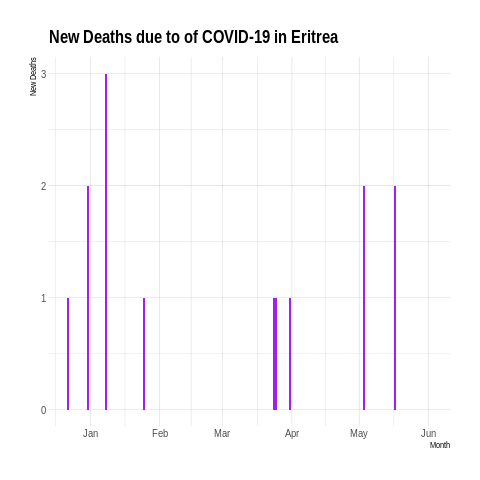 New Deaths due to of COVID-19 in Eritrea
New Deaths
3
2
1
0
Jan Feb Mar Apr May Jun
Month